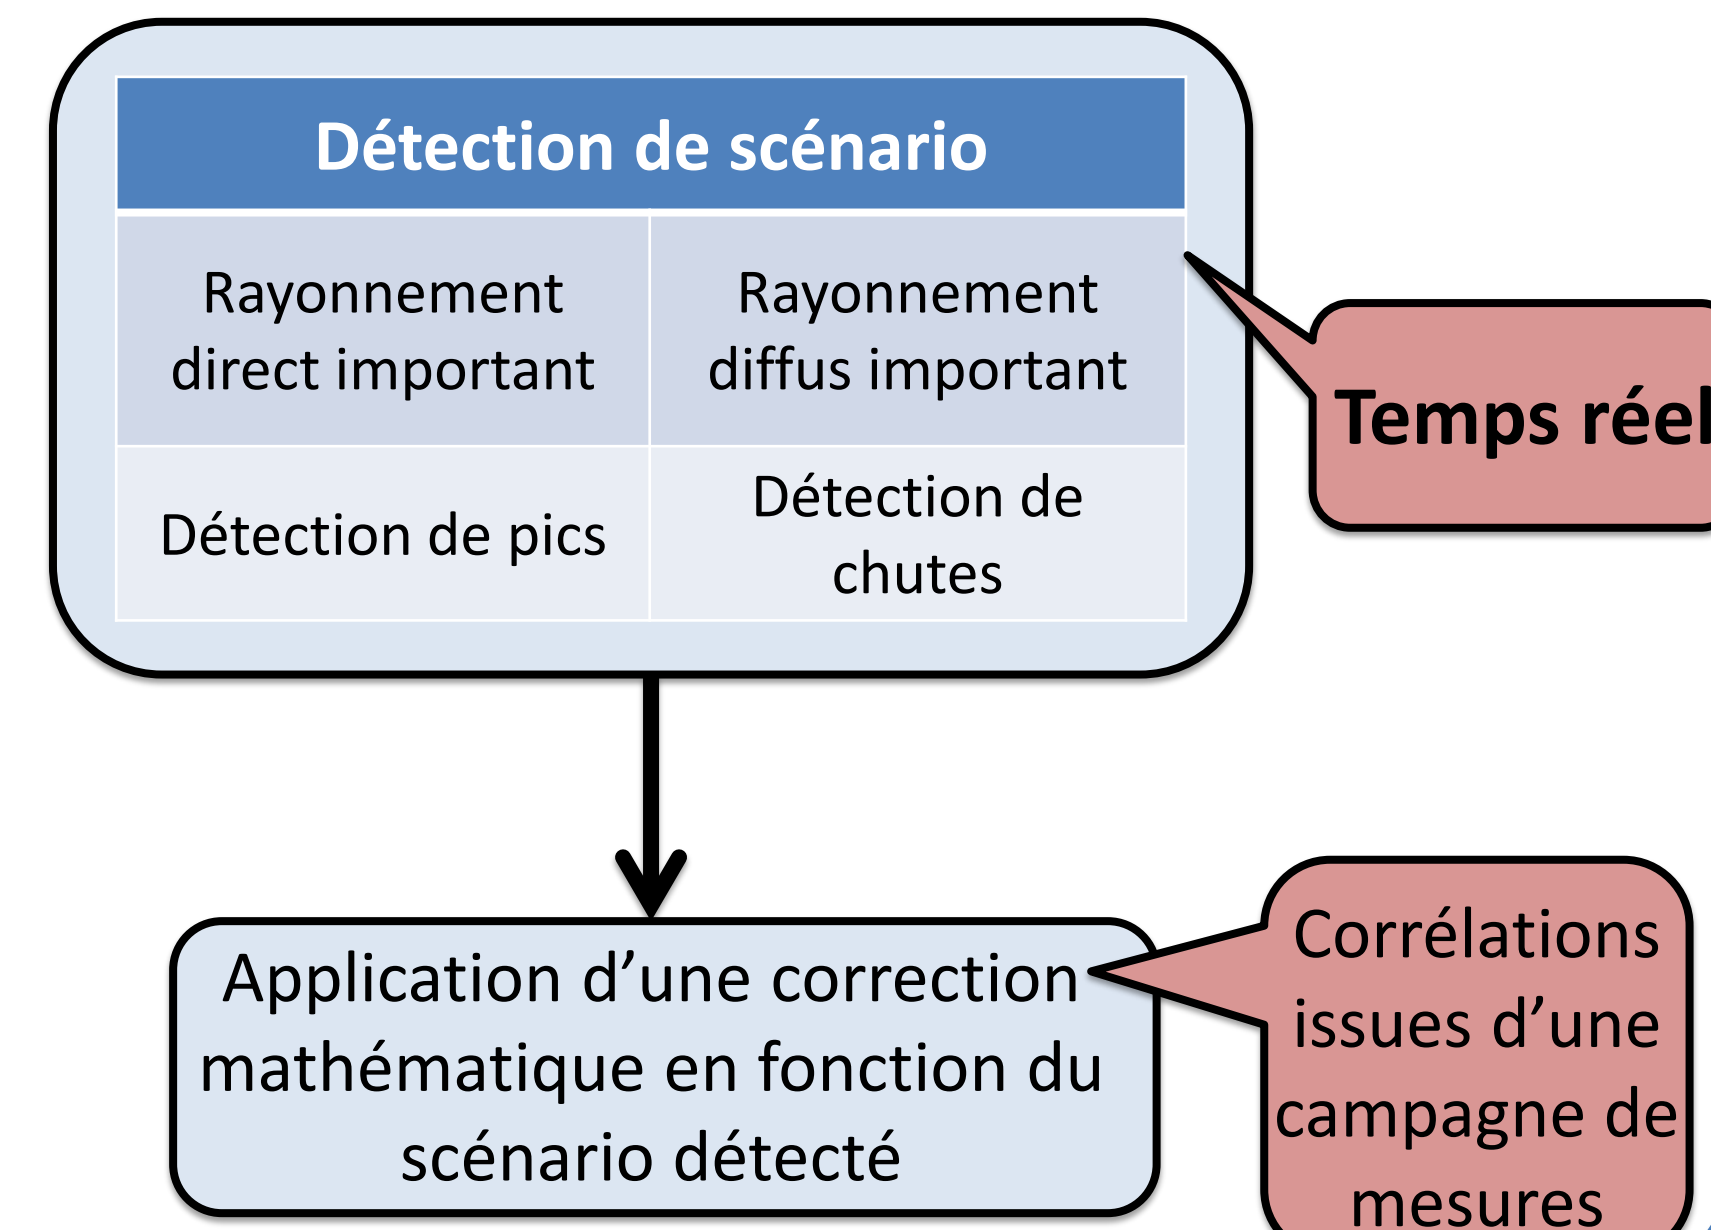 Détection de scénario
Rayonnement
direct important
Rayonnement
diffus important
Détection de pics
Détection de
chutes
Temps réel
Application d’une correction
mathématique en fonction du
scénario détecté
Corrélations
issues d’une
campagne de
mesures